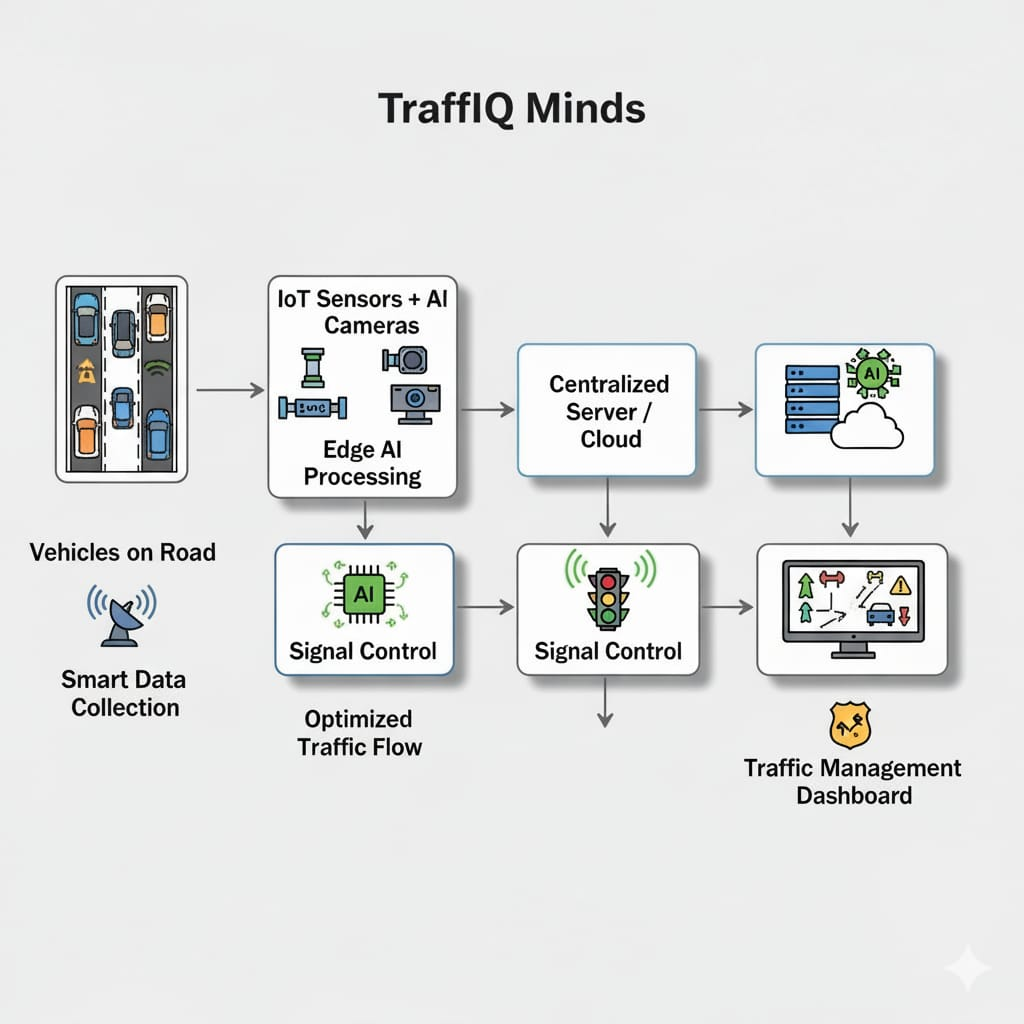 TraffIQ Minds
IoT Sensors + AI
Cameras
Edge AI
Processing
Centralized
Server /
Cloud
AI
Vehicles on Road
Smart Data
Collection
AI
Signal Control
Optimized
Traffic Flow
Signal Control
Traffic Management
Dashboard